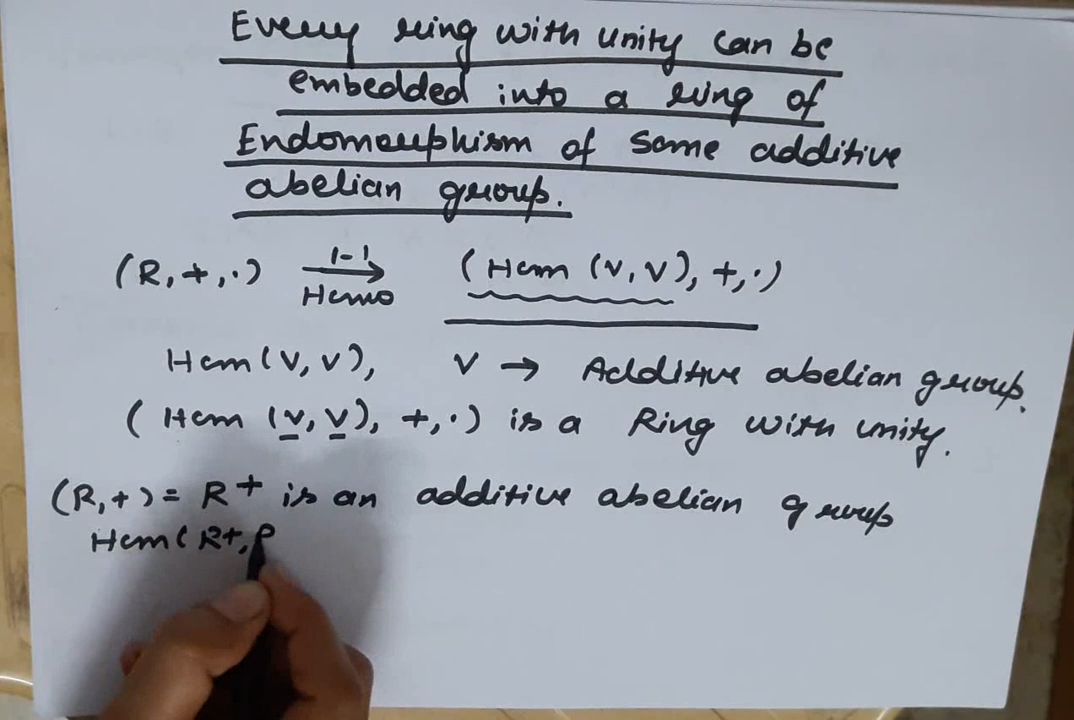 Every ring with unity can be
embedded into a ring of
Endomorphism of some additive
abelian group.
(R, +, ·) 1-1 Homo → (Hom (V, V), +, ·)
Hom (V, V), V → Additive abelian group.
( Hom (V, V), +, ·) is a Ring with unity.
(R, +) = R⁺ is an additive abelian group
Hom ( R⁺, R